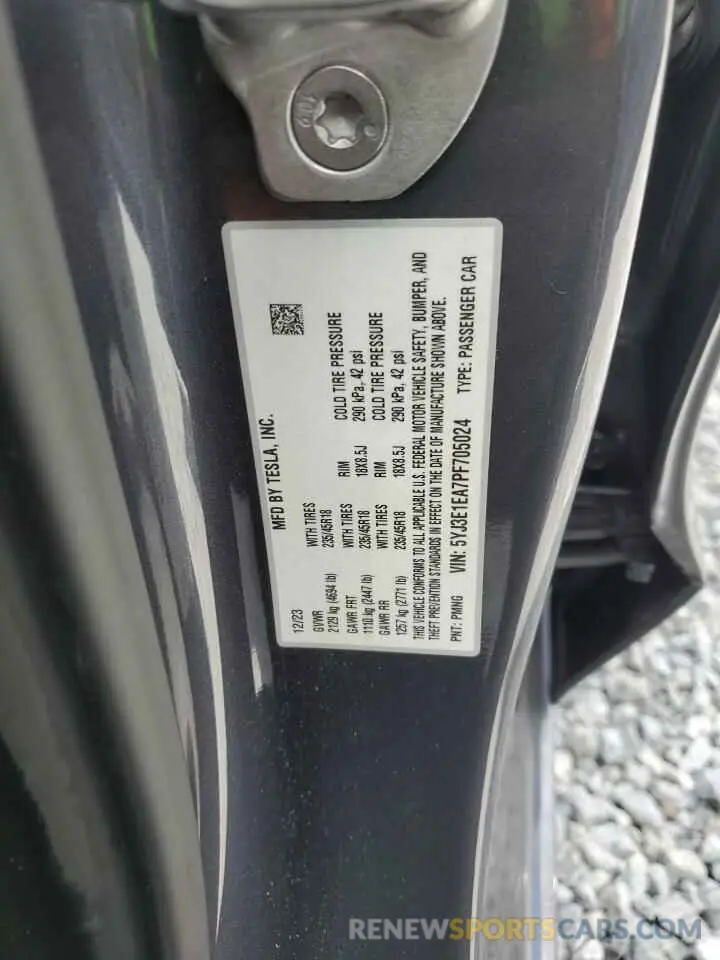 MFD BY TESLA, INC.
12/23
GVWR
2129 kg (4694 lb)
GAWR FRT WITH TIRES RIM COLD TIRE PRESSURE
1110 kg (2447 lb) 235/45R18 18X8.5J 290 kPa, 42 psi
GAWR RR WITH TIRES RIM COLD TIRE PRESSURE
1257 kg (2771 lb) 235/45R18 18X8.5J 290 kPa, 42 psi
THIS VEHICLE CONFORMS TO ALL APPLICABLE U.S. FEDERAL MOTOR VEHICLE SAFETY, BUMPER, AND
THEFT PREVENTION STANDARDS IN EFFECT ON THE DATE OF MANUFACTURE SHOWN ABOVE.
PNT: PMNG VIN: 5YJ3E1EA7PF705024 TYPE: PASSENGER CAR
RENEWSPORTSCARS.COM